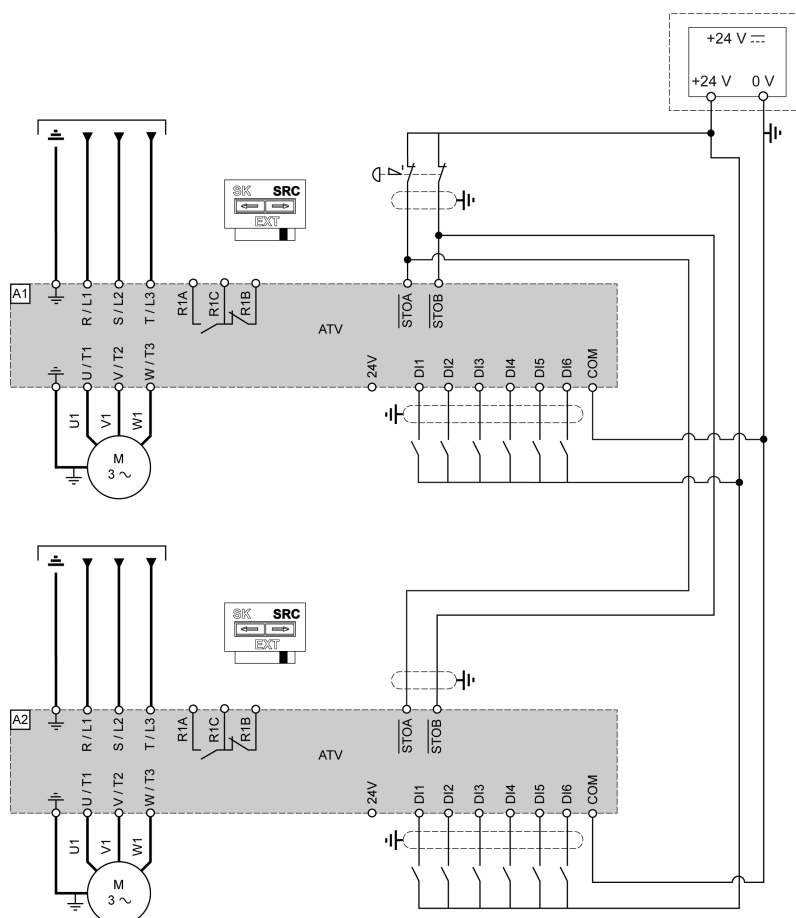 +24 V
+24 V 0 V
SK SRC
EXT
A1
R / L1
S / L2
T / L3
R1A
R1C
R1B
STOA
STOB
ATV
U / T1
V / T2
W / T3
24V
DI1
DI2
DI3
DI4
DI5
DI6
COM
U1
V1
W1
M
3 ~
SK SRC
EXT
A2
R / L1
S / L2
T / L3
R1A
R1C
R1B
STOA
STOB
ATV
U / T1
V / T2
W / T3
24V
DI1
DI2
DI3
DI4
DI5
DI6
COM
U1
V1
W1
M
3 ~